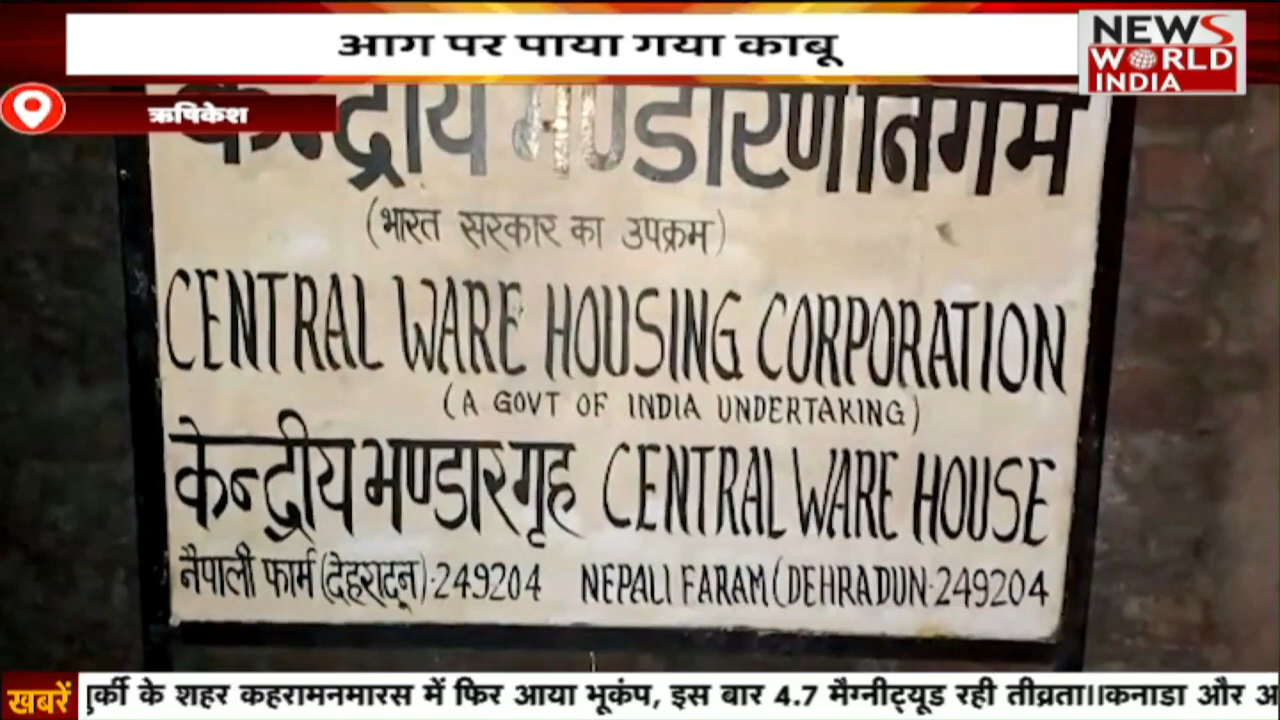 आग पर पाया गया काबू
NEWS
WORLD
INDIA
ऋषिकेश
केन्द्रीय भण्डारण निगम
(भारत सरकार का उपक्रम)
CENTRAL WARE HOUSING CORPORATION
(A GOVT OF INDIA UNDERTAKING)
केन्द्रीय भण्डार गृह CENTRAL WARE HOUSE
नैपाली फार्म (देहरादून)-249204 NEPALI FARAM (DEHRADUN-249204
खबरें
के शहर कहरामनमारस में फिर आया भूकंप, इस बार 4.7 मैग्नीट्यूड रही तीव्रता।।कनाडा और